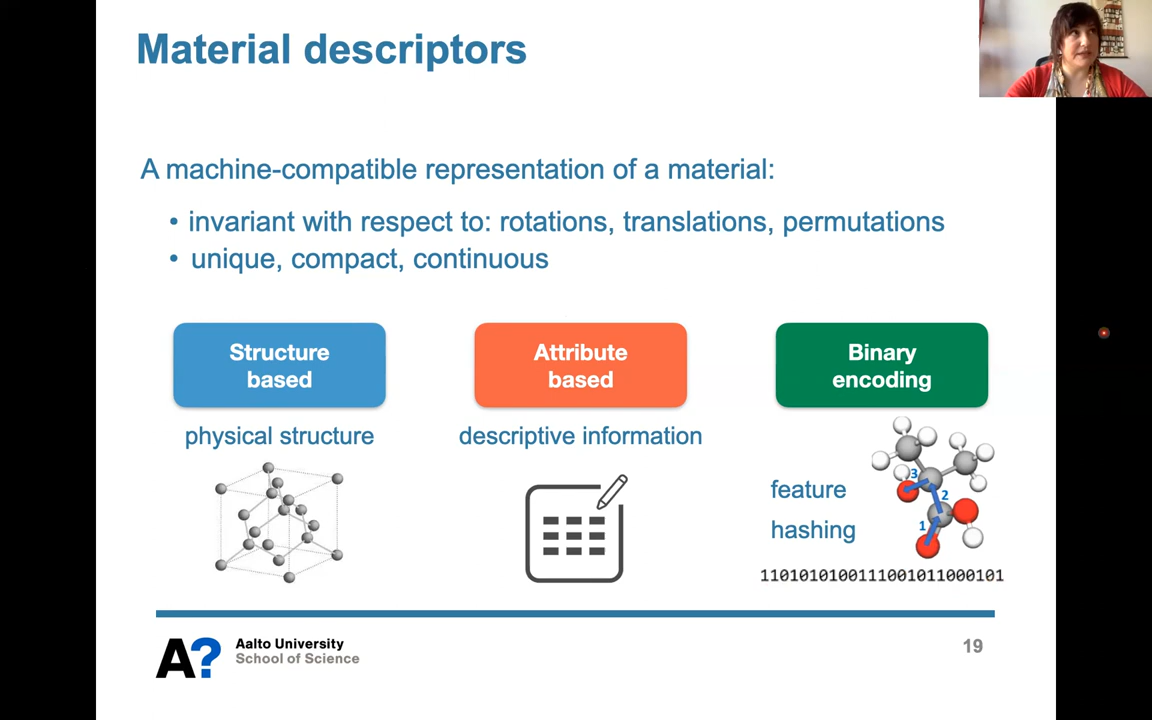 Material descriptors
A machine-compatible representation of a material:
• invariant with respect to: rotations, translations, permutations
• unique, compact, continuous
Structure
based
physical structure
Attribute
based
descriptive information
Binary
encoding
feature
hashing
3
2
1
1101010100111001011000101
A?
Aalto University
School of Science
19